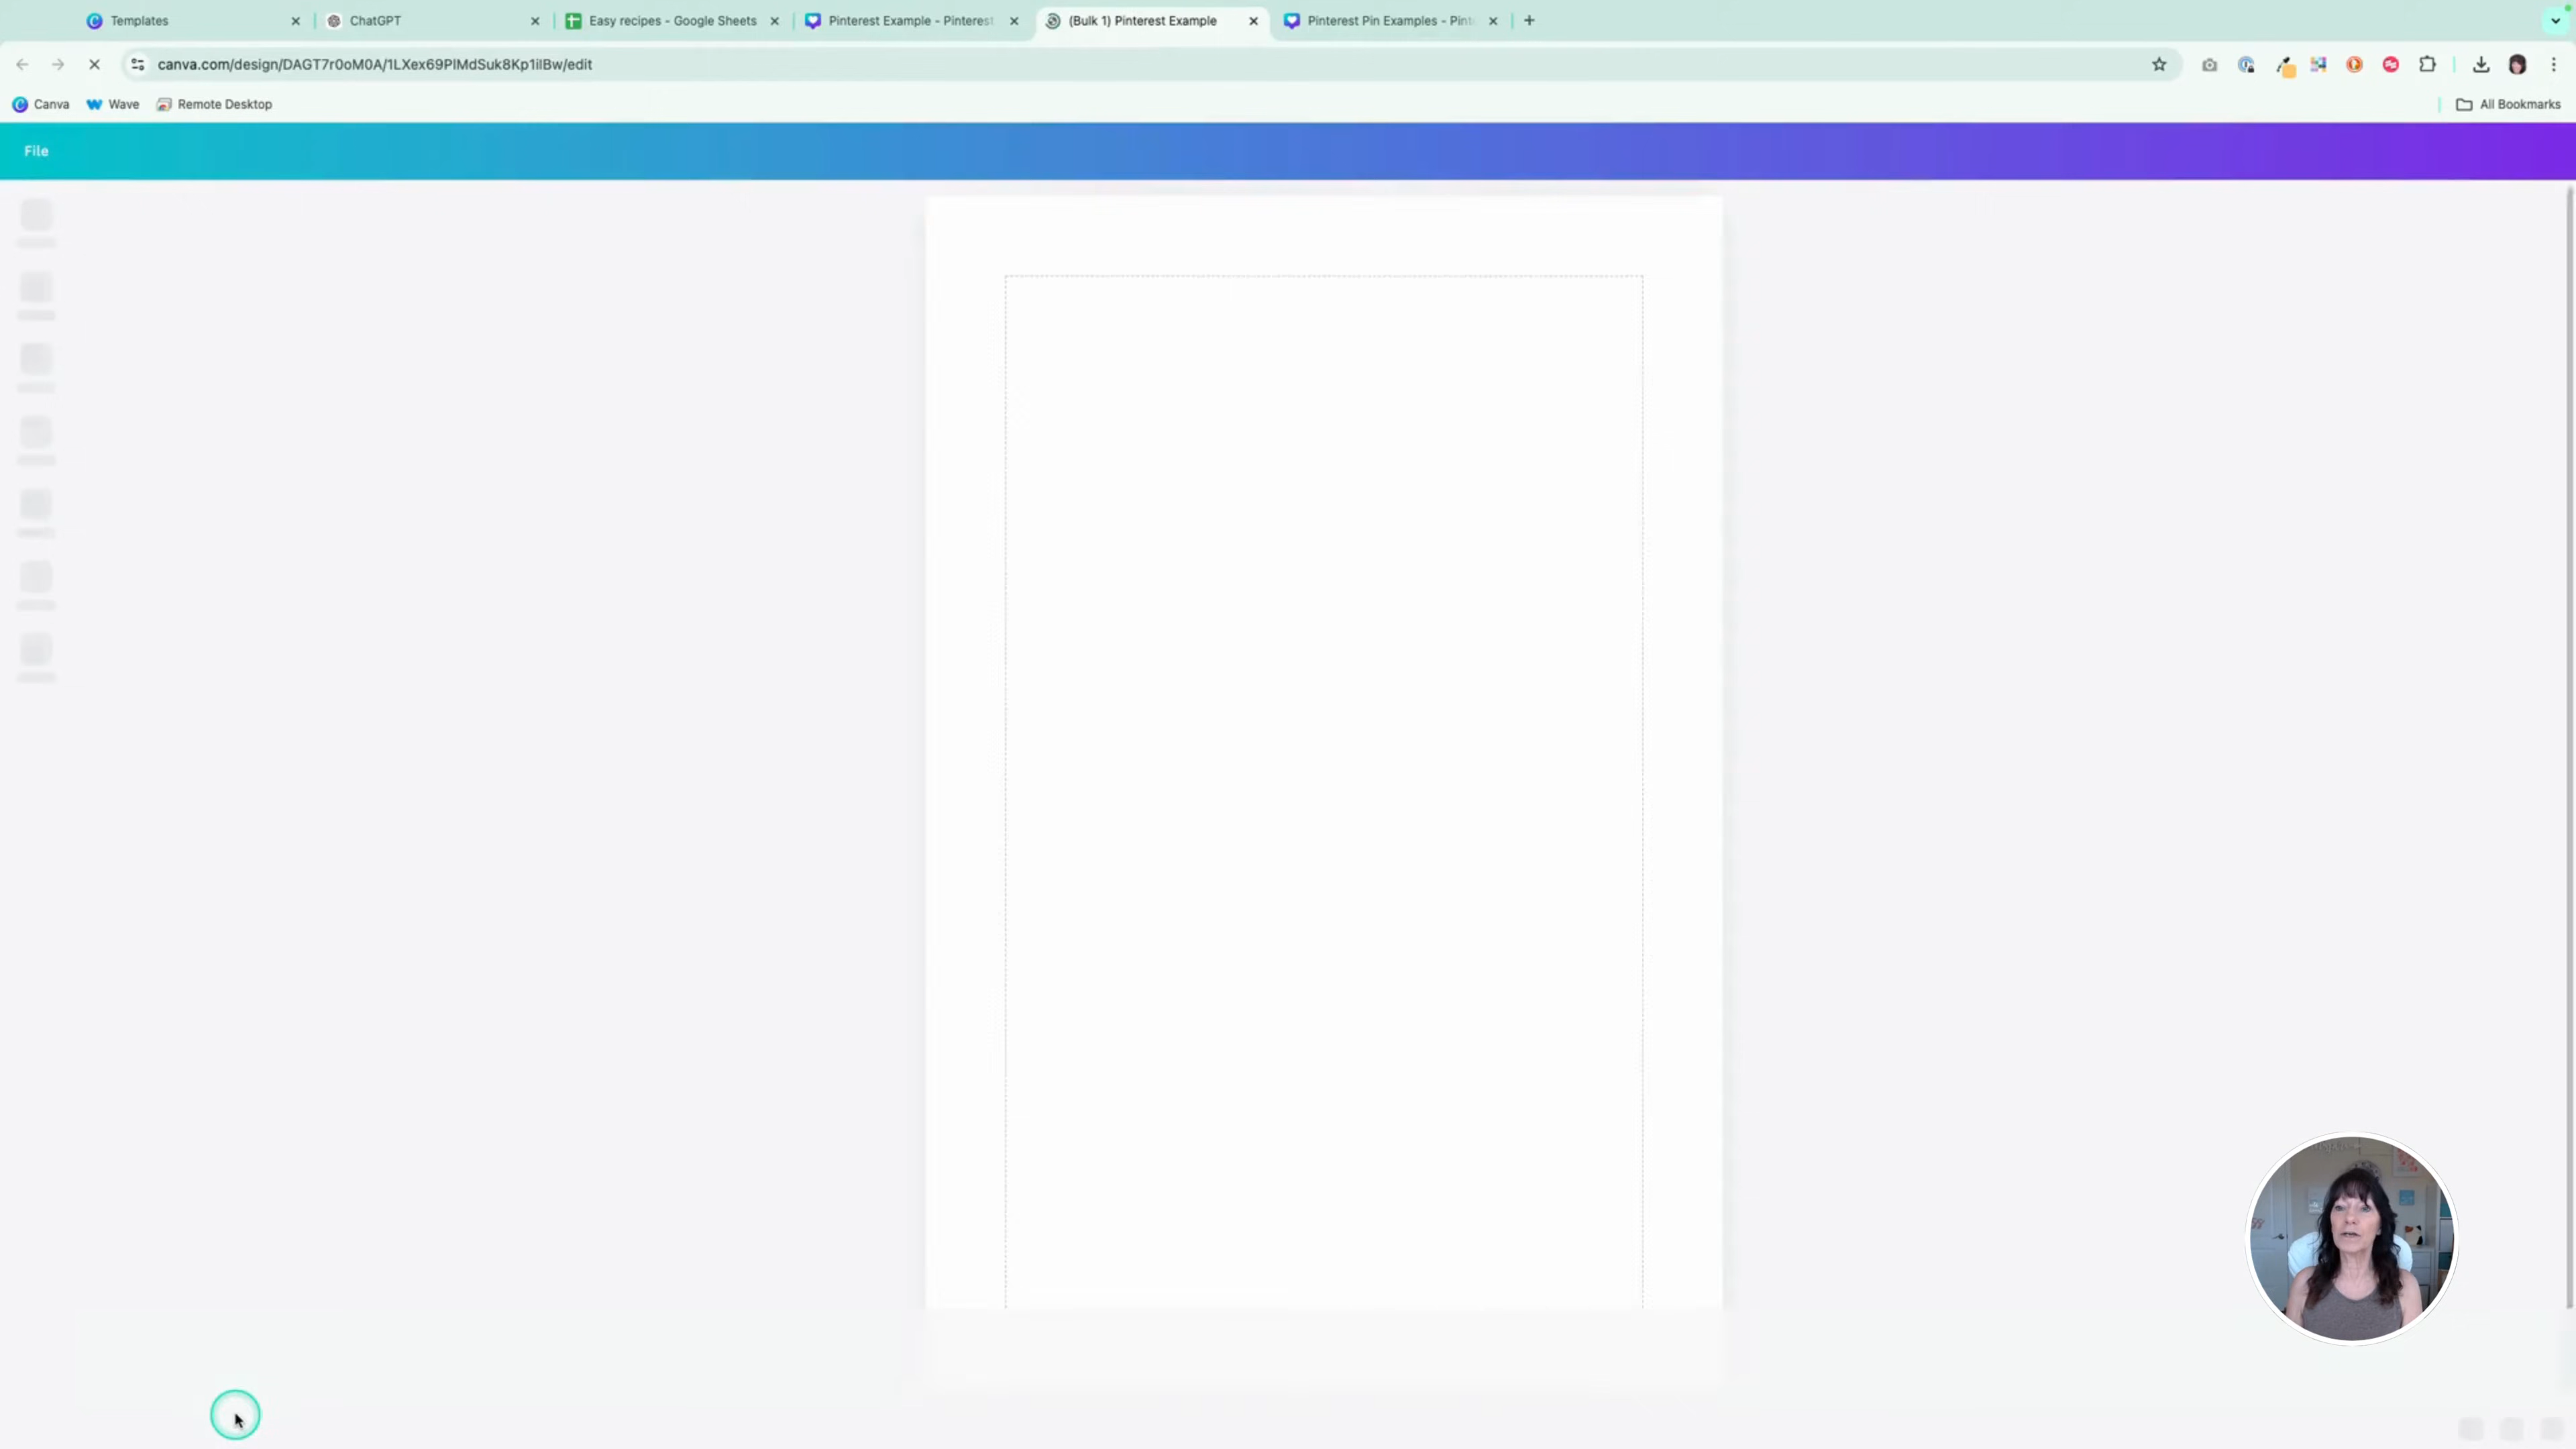 Templates
ChatGPT
Easy recipes - Google Sheets
Pinterest Example - Pinterest
(Bulk 1) Pinterest Example
Pinterest Pin Examples - Pint
canva.com/design/DAGT7r0oM0A/1LXex69PlMdSuk8Kp1ilBw/edit
Canva
Wave
Remote Desktop
All Bookmarks
File